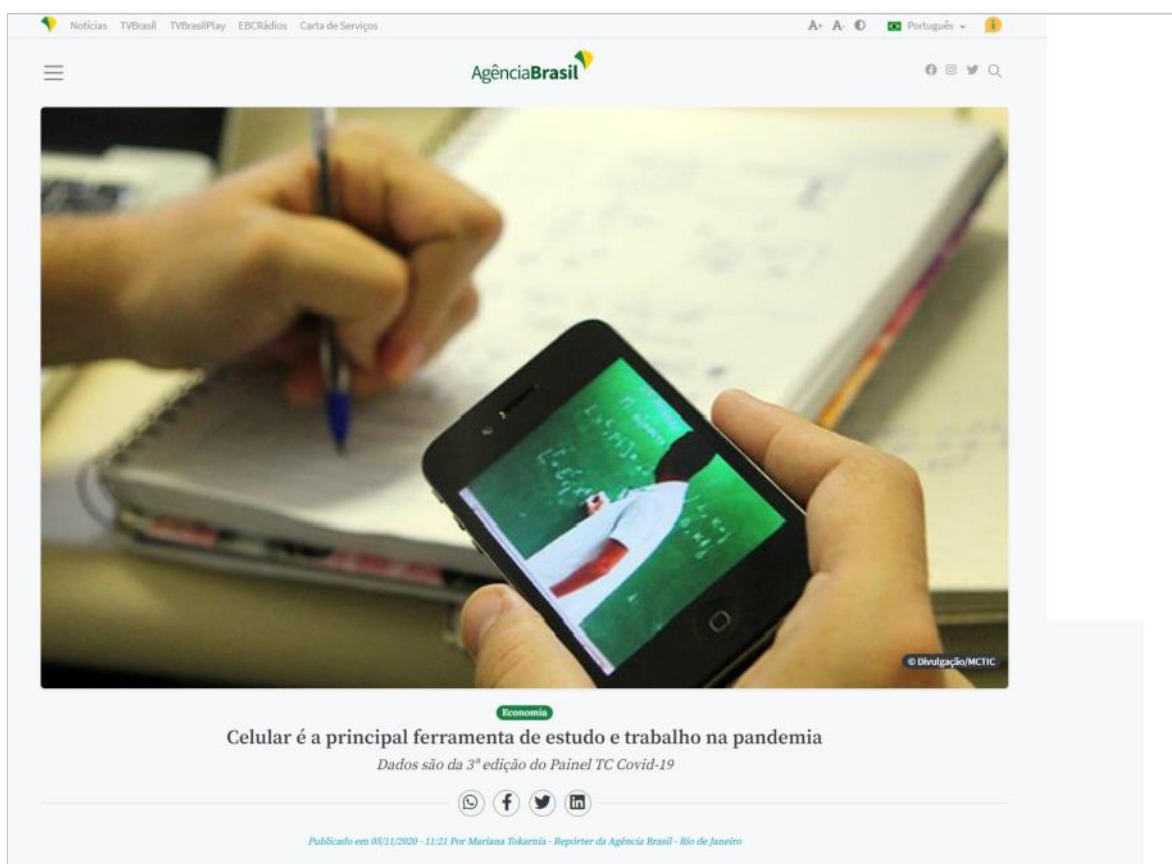 Notícias TVBrasil TVBrasilPlay EBCRádios Carta de Serviços A+ A- Português
AgênciaBrasil
© Divulgação/MCTIC
Economia
Celular é a principal ferramenta de estudo e trabalho na pandemia
Dados são da 3ª edição do Painel TC Covid-19
Publicado em 05/11/2020 - 11:21 Por Mariana Tokarnia - Repórter da Agência Brasil - Rio de Janeiro